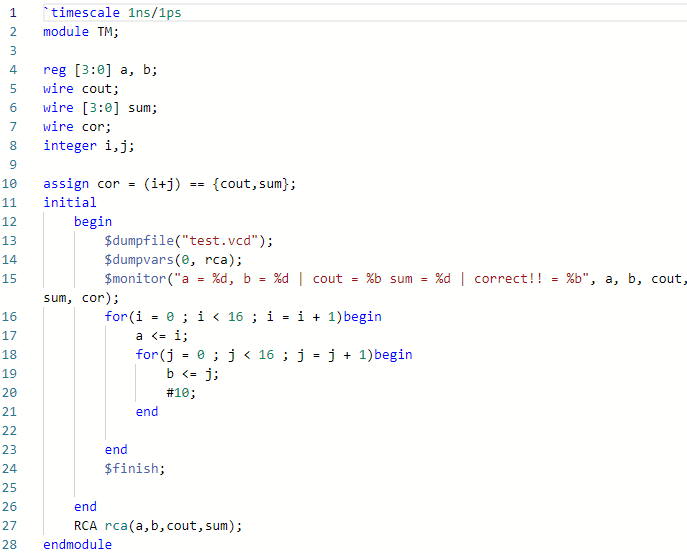 1 `timescale 1ns/1ps
2 module TM;
3
4 reg [3:0] a, b;
5 wire cout;
6 wire [3:0] sum;
7 wire cor;
8 integer i,j;
9
10 assign cor = (i+j) == {cout,sum};
11 initial
12 begin
13 $dumpfile("test.vcd");
14 $dumpvars(0, rca);
15 $monitor("a = %d, b = %d | cout = %b sum = %d | correct!! = %b", a, b, cout,
sum, cor);
16 for(i = 0 ; i < 16 ; i = i + 1)begin
17 a <= i;
18 for(j = 0 ; j < 16 ; j = j + 1)begin
19 b <= j;
20 #10;
21 end
22
23 end
24 $finish;
25
26 end
27 RCA rca(a,b,cout,sum);
28 endmodule